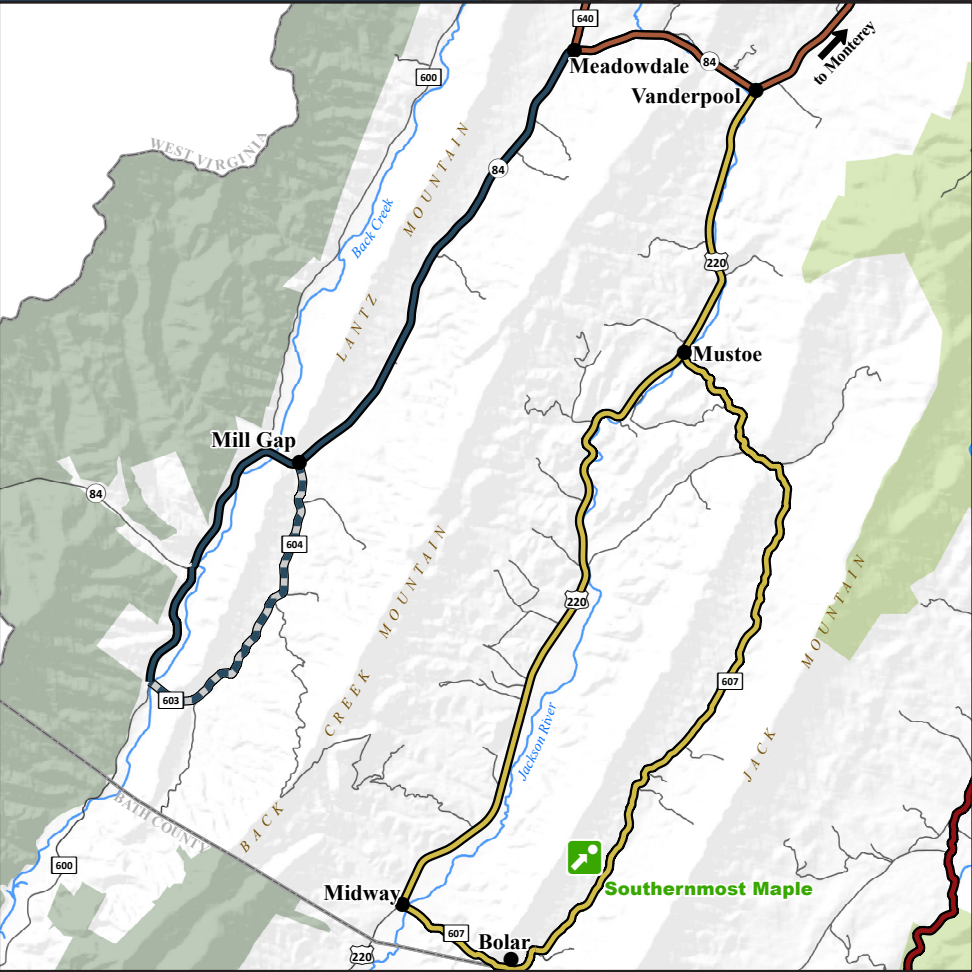 640
Meadowdale
84
Vanderpool
to Monterey
600
WEST VIRGINIA
LANTZ MOUNTAIN
84
Back Creek
220
Mustoe
Mill Gap
84
604
BACK CREEK MOUNTAIN
220
JACK MOUNTAIN
603
607
Jackson River
BATH COUNTY
600
Southernmost Maple
Midway
607
Bolar
220